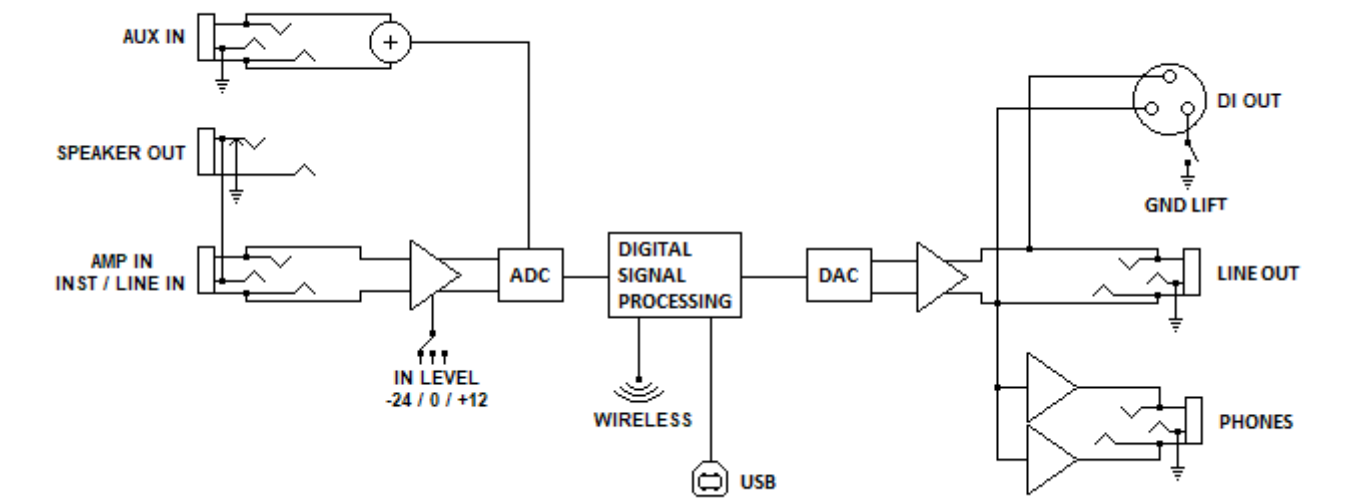 AUX IN
DI OUT
SPEAKER OUT
GND LIFT
AMP IN
INST / LINE IN
ADC
DIGITAL
SIGNAL
PROCESSING
DAC
LINE OUT
IN LEVEL
-24 / 0 / +12
WIRELESS
PHONES
USB